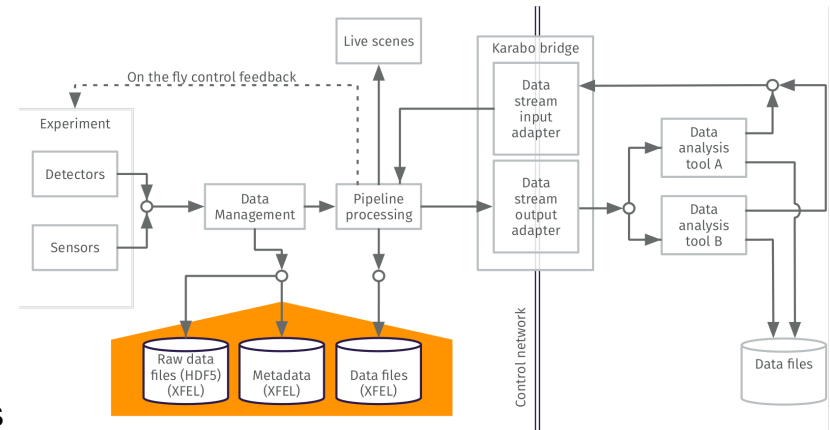 Live scenes
Karabo bridge
On the fly control feedback
Data
stream
input
adapter
Experiment
Detectors
Sensors
Data
Management
Pipeline
processing
Data
stream
output
adapter
Data
analysis
tool A
Data
analysis
tool B
Control network
Raw data
files (HDF5)
(XFEL)
Metadata
(XFEL)
Data files
(XFEL)
Data files
s